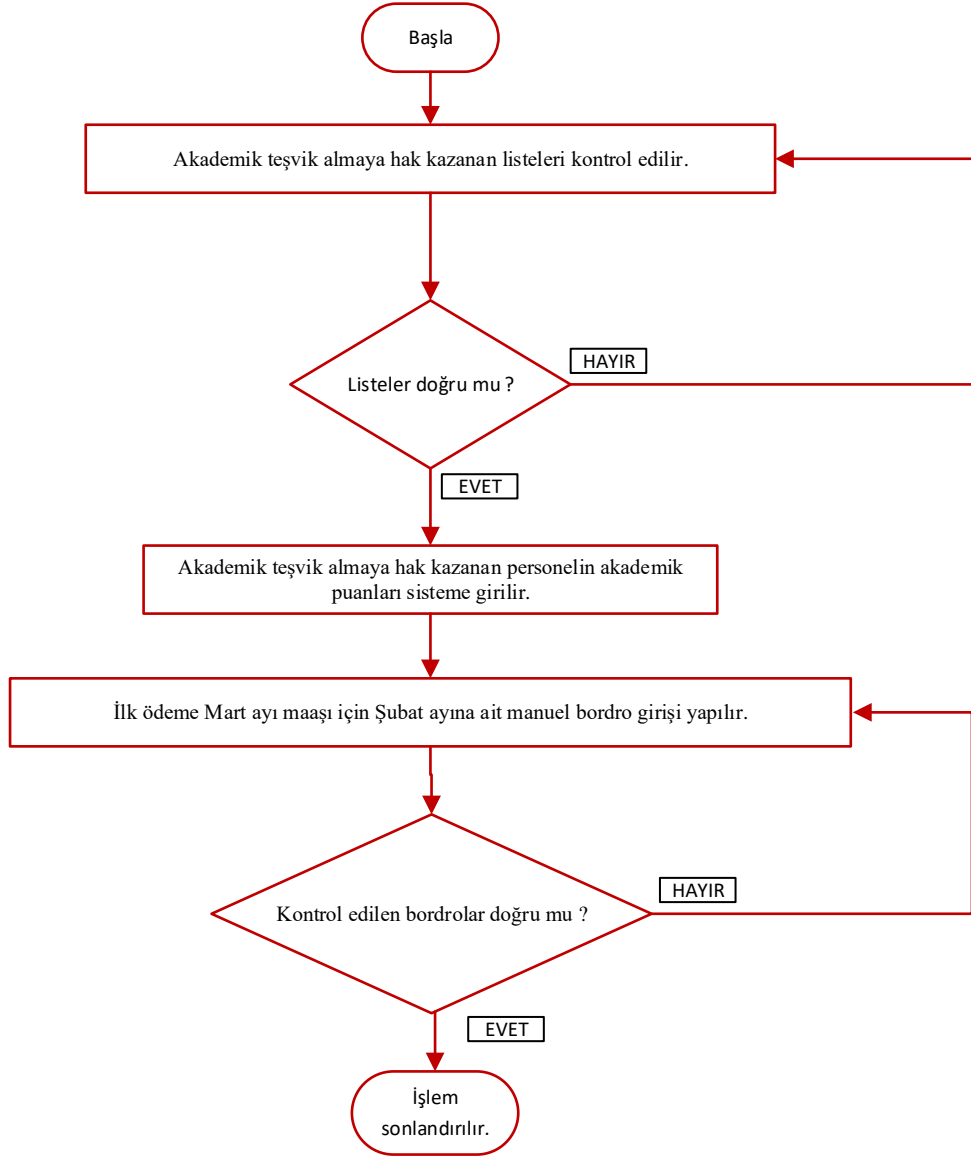 Başla
Akademik teşvik almaya hak kazanan listeleri kontrol edilir.
HAYIR
Listeler doğru mu ?
EVET
Akademik teşvik almaya hak kazanan personelin akademik
puanları sisteme girilir.
İlk ödeme Mart ayı maaşı için Şubat ayına ait manuel bordro girişi yapılır.
HAYIR
Kontrol edilen bordrolar doğru mu ?
EVET
İşlem
sonlandırılır.